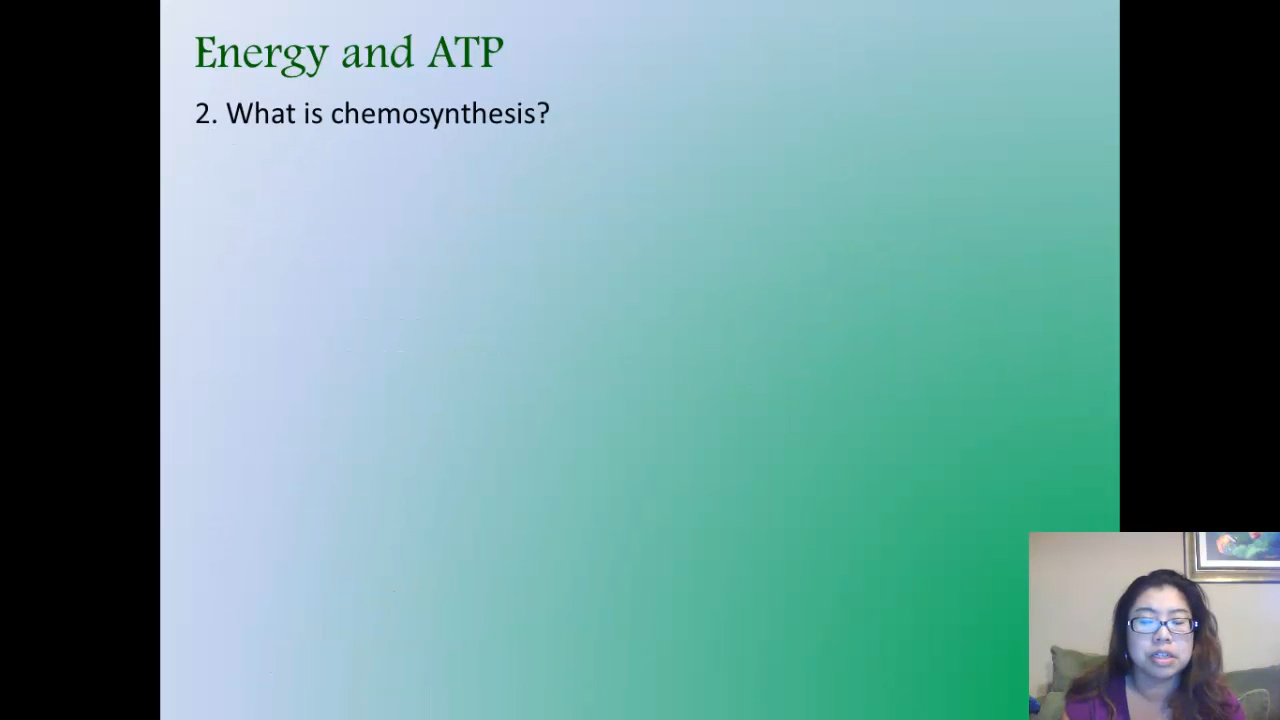 Energy and ATP
2. What is chemosynthesis?